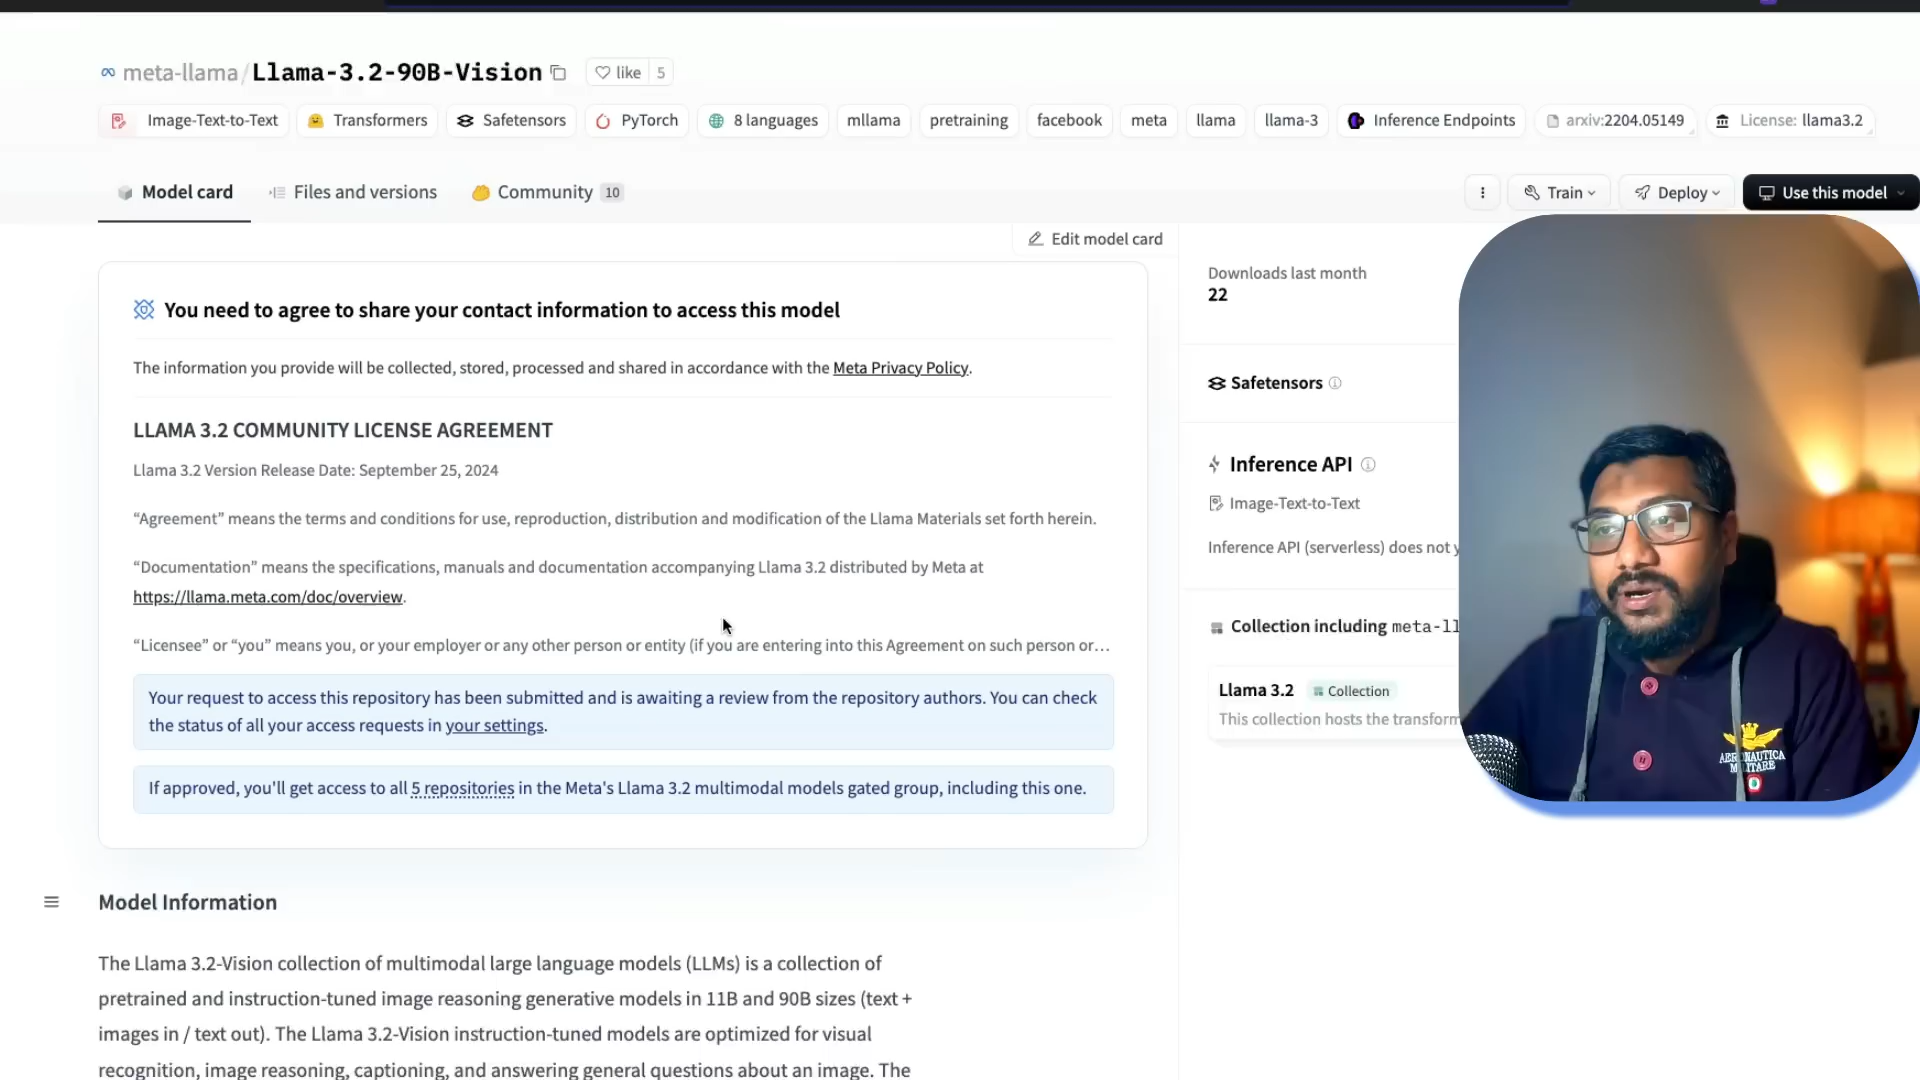 meta-llama/Llama-3.2-90B-Vision like 5
Image-Text-to-Text Transformers Safetensors PyTorch 8 languages mllama pretraining facebook meta llama llama-3 Inference Endpoints arxiv:2204.05149 License: llama3.2
Model card Files and versions Community 10 Train Deploy Use this model
Edit model card
You need to agree to share your contact information to access this model
The information you provide will be collected, stored, processed and shared in accordance with the Meta Privacy Policy.
LLAMA 3.2 COMMUNITY LICENSE AGREEMENT
Llama 3.2 Version Release Date: September 25, 2024
“Agreement” means the terms and conditions for use, reproduction, distribution and modification of the Llama Materials set forth herein.
“Documentation” means the specifications, manuals and documentation accompanying Llama 3.2 distributed by Meta at
https://llama.meta.com/doc/overview.
“Licensee” or “you” means you, or your employer or any other person or entity (if you are entering into this Agreement on such person or…
Your request to access this repository has been submitted and is awaiting a review from the repository authors. You can check
the status of all your access requests in your settings.
If approved, you'll get access to all 5 repositories in the Meta's Llama 3.2 multimodal models gated group, including this one.
Model Information
The Llama 3.2-Vision collection of multimodal large language models (LLMs) is a collection of
pretrained and instruction-tuned image reasoning generative models in 11B and 90B sizes (text +
images in / text out). The Llama 3.2-Vision instruction-tuned models are optimized for visual
recognition, image reasoning, captioning, and answering general questions about an image. The
Downloads last month
22
Safetensors
Inference API
Image-Text-to-Text
Inference API (serverless) does not y
Collection including meta-ll
Llama 3.2 Collection
This collection hosts the transform
AERONAUTICA
MILITARE